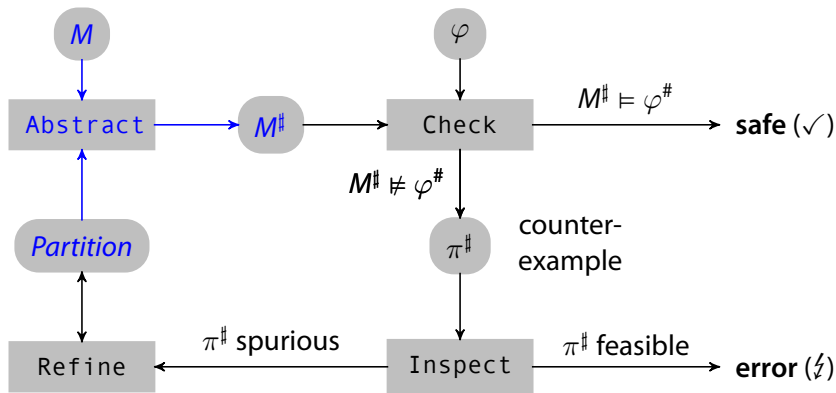 M
φ
Abstract
M♯
Check
M♯ ⊨ φ#
safe (✓)
M♯ ⊭ φ#
Partition
π♯
counter-
example
Refine
π♯ spurious
Inspect
π♯ feasible
error (↯)